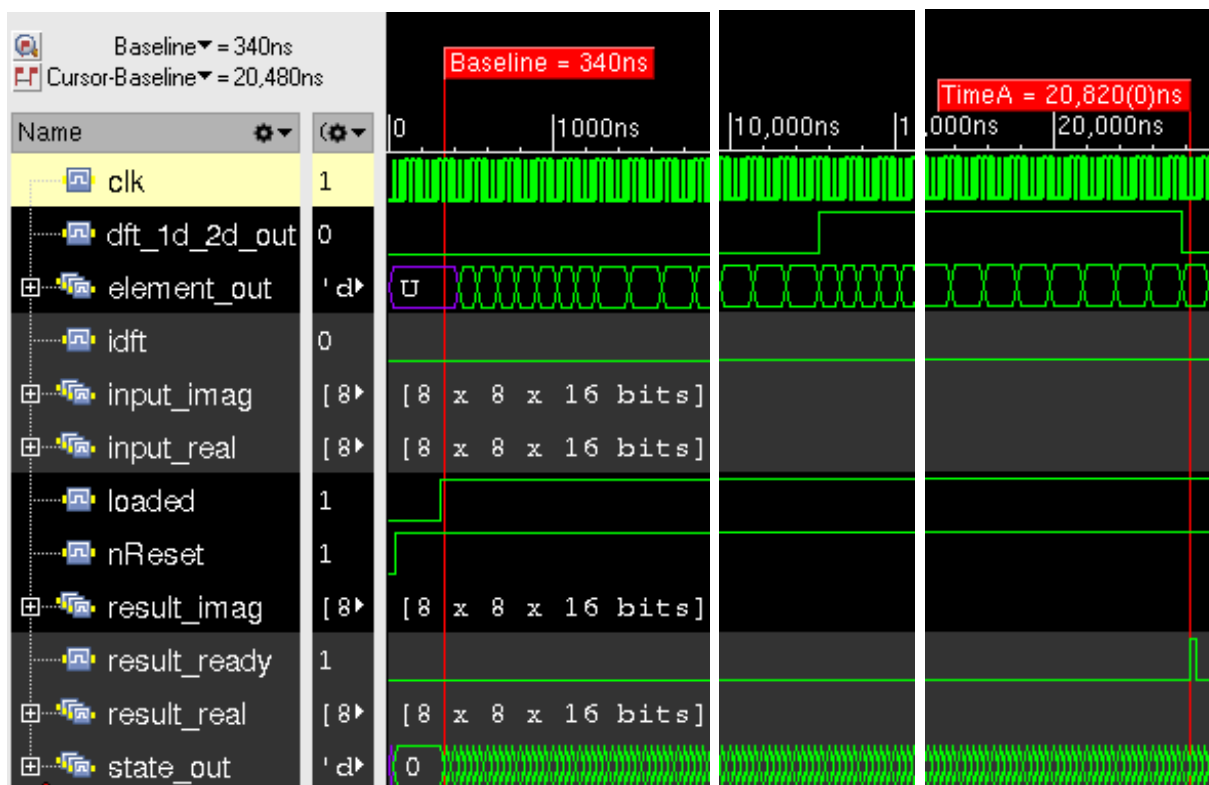 Baseline▾ = 340ns
Cursor-Baseline▾ = 20,480ns
Baseline = 340ns
TimeA = 20,820(0)ns
Name
0 1000ns 10,000ns 1 ,000ns 20,000ns
clk 1
dft_1d_2d_out 0
element_out 'd U
idft 0
input_imag [8 [8 x 8 x 16 bits]
input_real [8 [8 x 8 x 16 bits]
loaded 1
nReset 1
result_imag [8 [8 x 8 x 16 bits]
result_ready 1
result_real [8 [8 x 8 x 16 bits]
state_out 'd 0